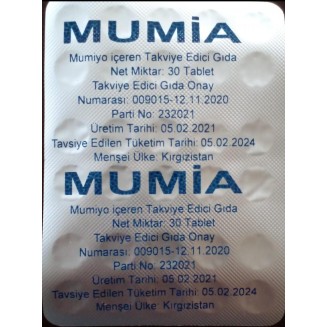 MUMİA
Mumiyo içeren Takviye Edici Gıda
Net Miktar: 30 Tablet
Takviye Edici Gıda Onay
Numarası: 009015-12.11.2020
Parti No: 232021
Üretim Tarihi: 05.02.2021
Tavsiye Edilen Tüketim Tarihi: 05.02.2024
Menşei Ülke: Kırgızistan
MUMİA
Mumiyo içeren Takviye Edici Gıda
Net Miktar: 30 Tablet
Takviye Edici Gıda Onay
Numarası: 009015-12.11.2020
Parti No: 232021
Üretim Tarihi: 05.02.2021
Tavsiye Edilen Tüketim Tarihi: 05.02.2024
Menşei Ülke: Kırgızistan